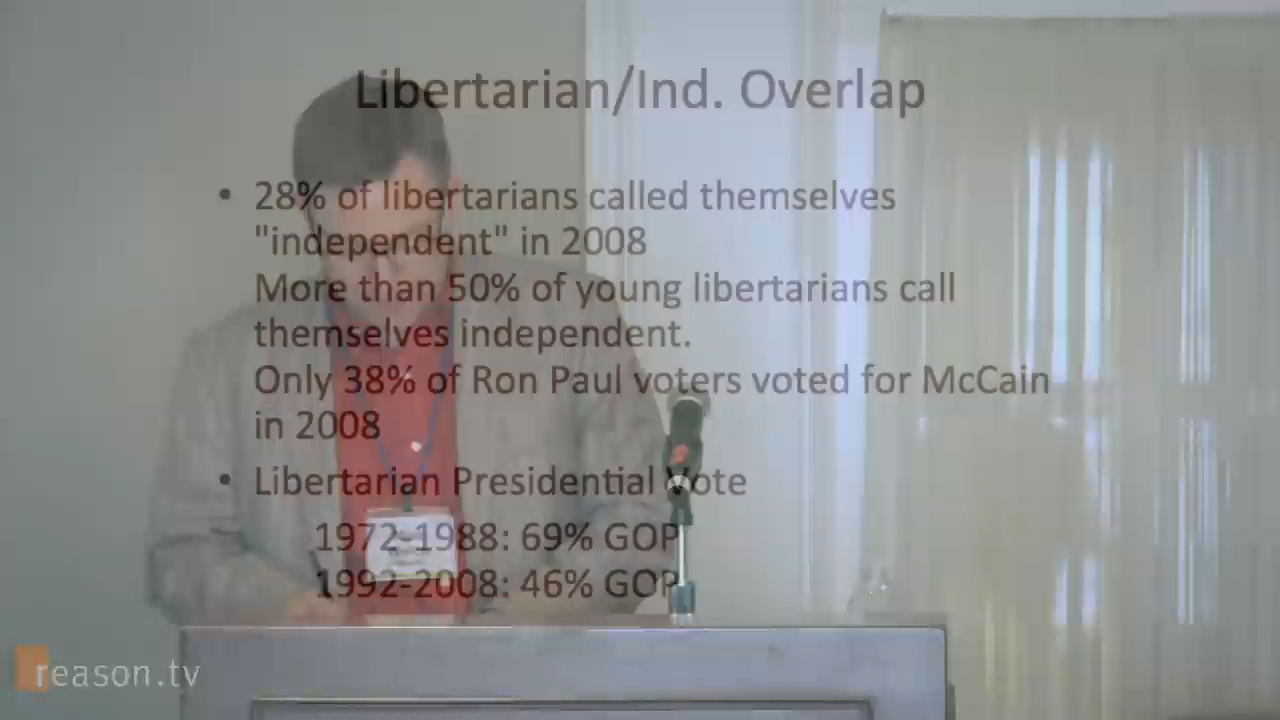 Libertarian/Ind. Overlap
• 28% of libertarians called themselves
"independent" in 2008
More than 50% of young libertarians call
themselves independent.
Only 38% of Ron Paul voters voted for McCain
in 2008
• Libertarian Presidential Vote
1972-1988: 69% GOP
1992-2008: 46% GOP
reason.tv